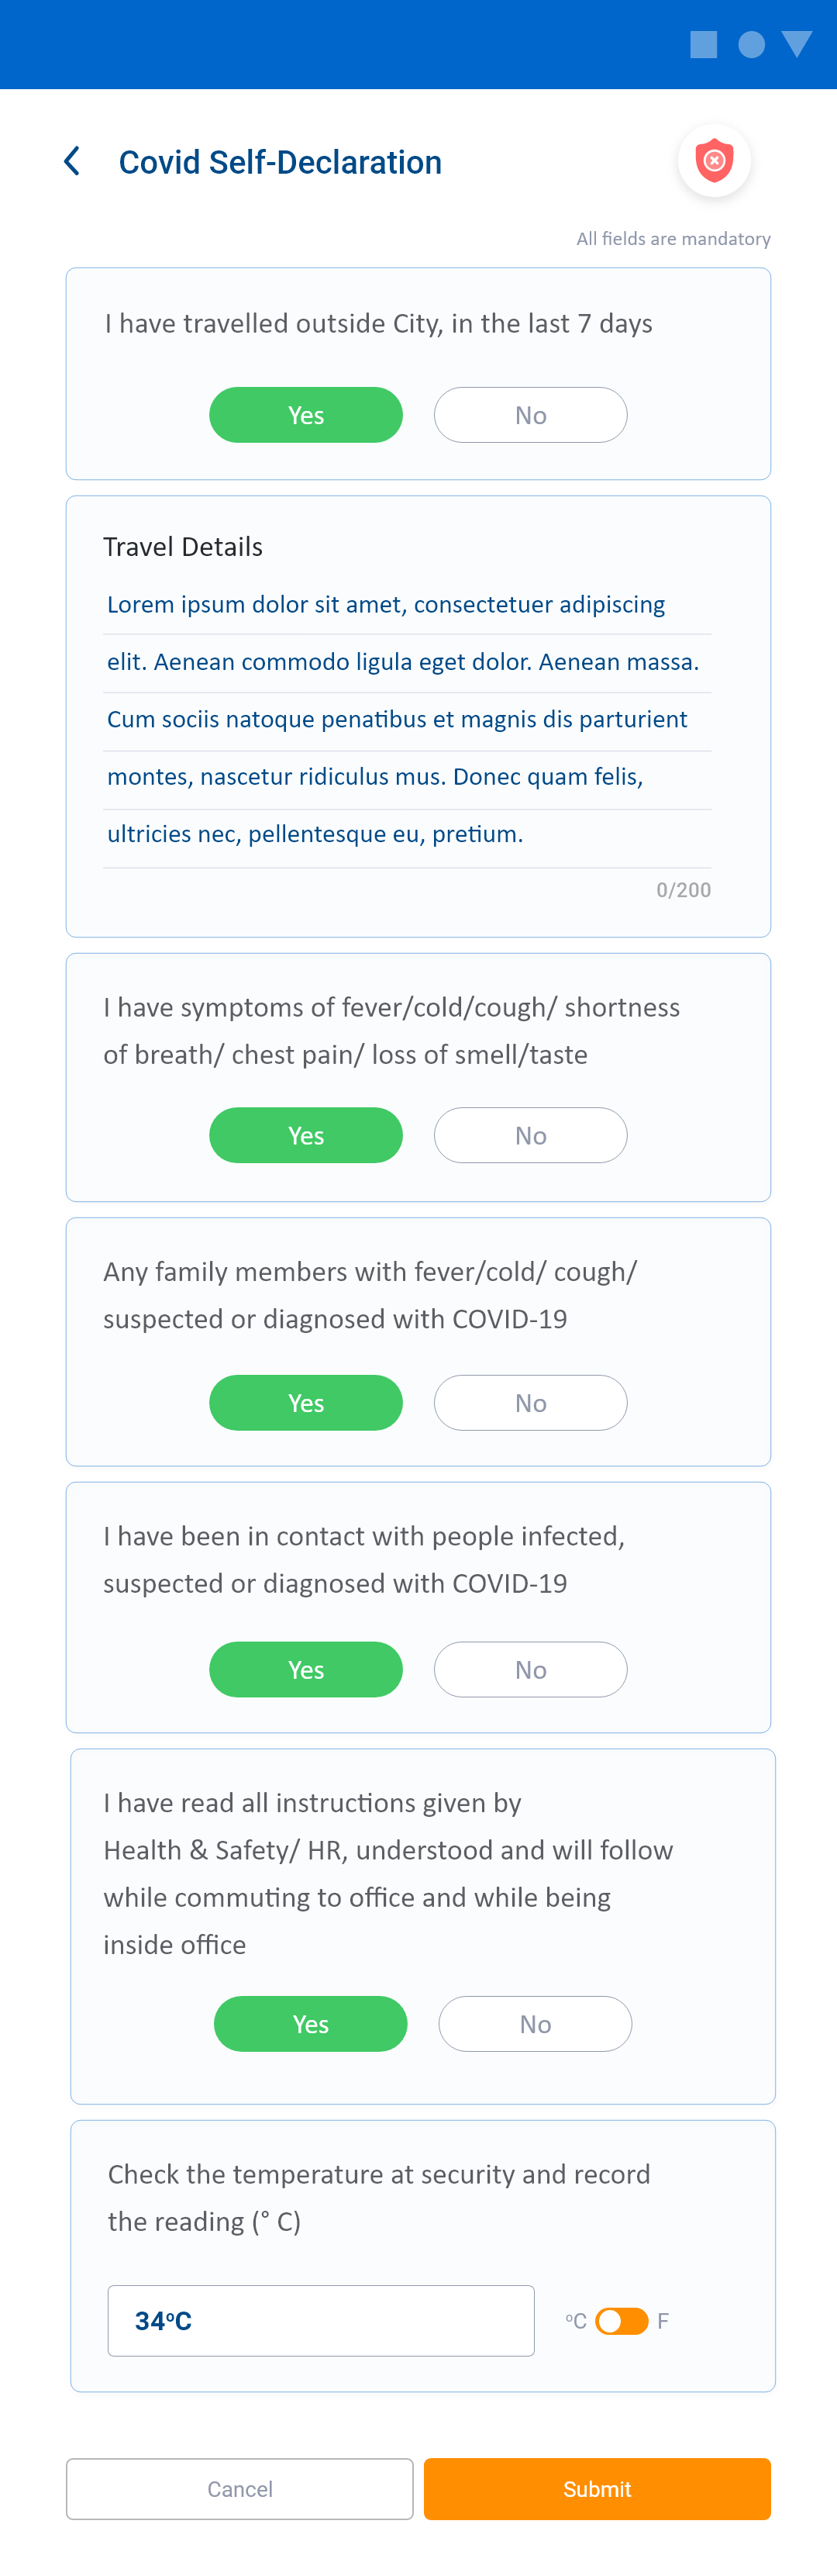 Covid Self-Declaration
All fields are mandatory
I have travelled outside City, in the last 7 days
Yes No
Travel Details
Lorem ipsum dolor sit amet, consectetuer adipiscing
elit. Aenean commodo ligula eget dolor. Aenean massa.
Cum sociis natoque penatibus et magnis dis parturient
montes, nascetur ridiculus mus. Donec quam felis,
ultricies nec, pellentesque eu, pretium.
0/200
I have symptoms of fever/cold/cough/ shortness
of breath/ chest pain/ loss of smell/taste
Yes No
Any family members with fever/cold/ cough/
suspected or diagnosed with COVID-19
Yes No
I have been in contact with people infected,
suspected or diagnosed with COVID-19
Yes No
I have read all instructions given by
Health & Safety/ HR, understood and will follow
while commuting to office and while being
inside office
Yes No
Check the temperature at security and record
the reading (° C)
34ºC ºC F
Cancel Submit